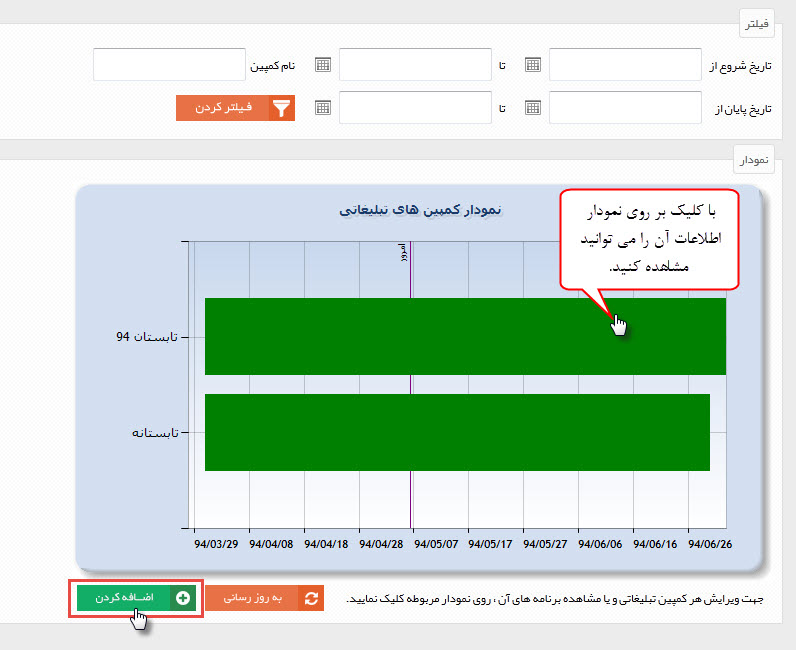 فیلتر
تاریخ شروع از
تا
نام کمپین
تاریخ پایان از
تا
فیلتر کردن
نمودار
نمودار کمپین های تبلیغاتی
با کلیک بر روی نمودار
اطلاعات آن را می توانید
مشاهده کنید.
امروز
تابستان 94
تابستانه
94/03/29 94/04/08 94/04/18 94/04/28 94/05/07 94/05/17 94/05/27 94/06/06 94/06/16 94/06/26
جهت ویرایش هر کمپین تبلیغاتی و یا مشاهده برنامه های آن ، روی نمودار مربوطه کلیک نمایید.
به روز رسانی
اضافه کردن